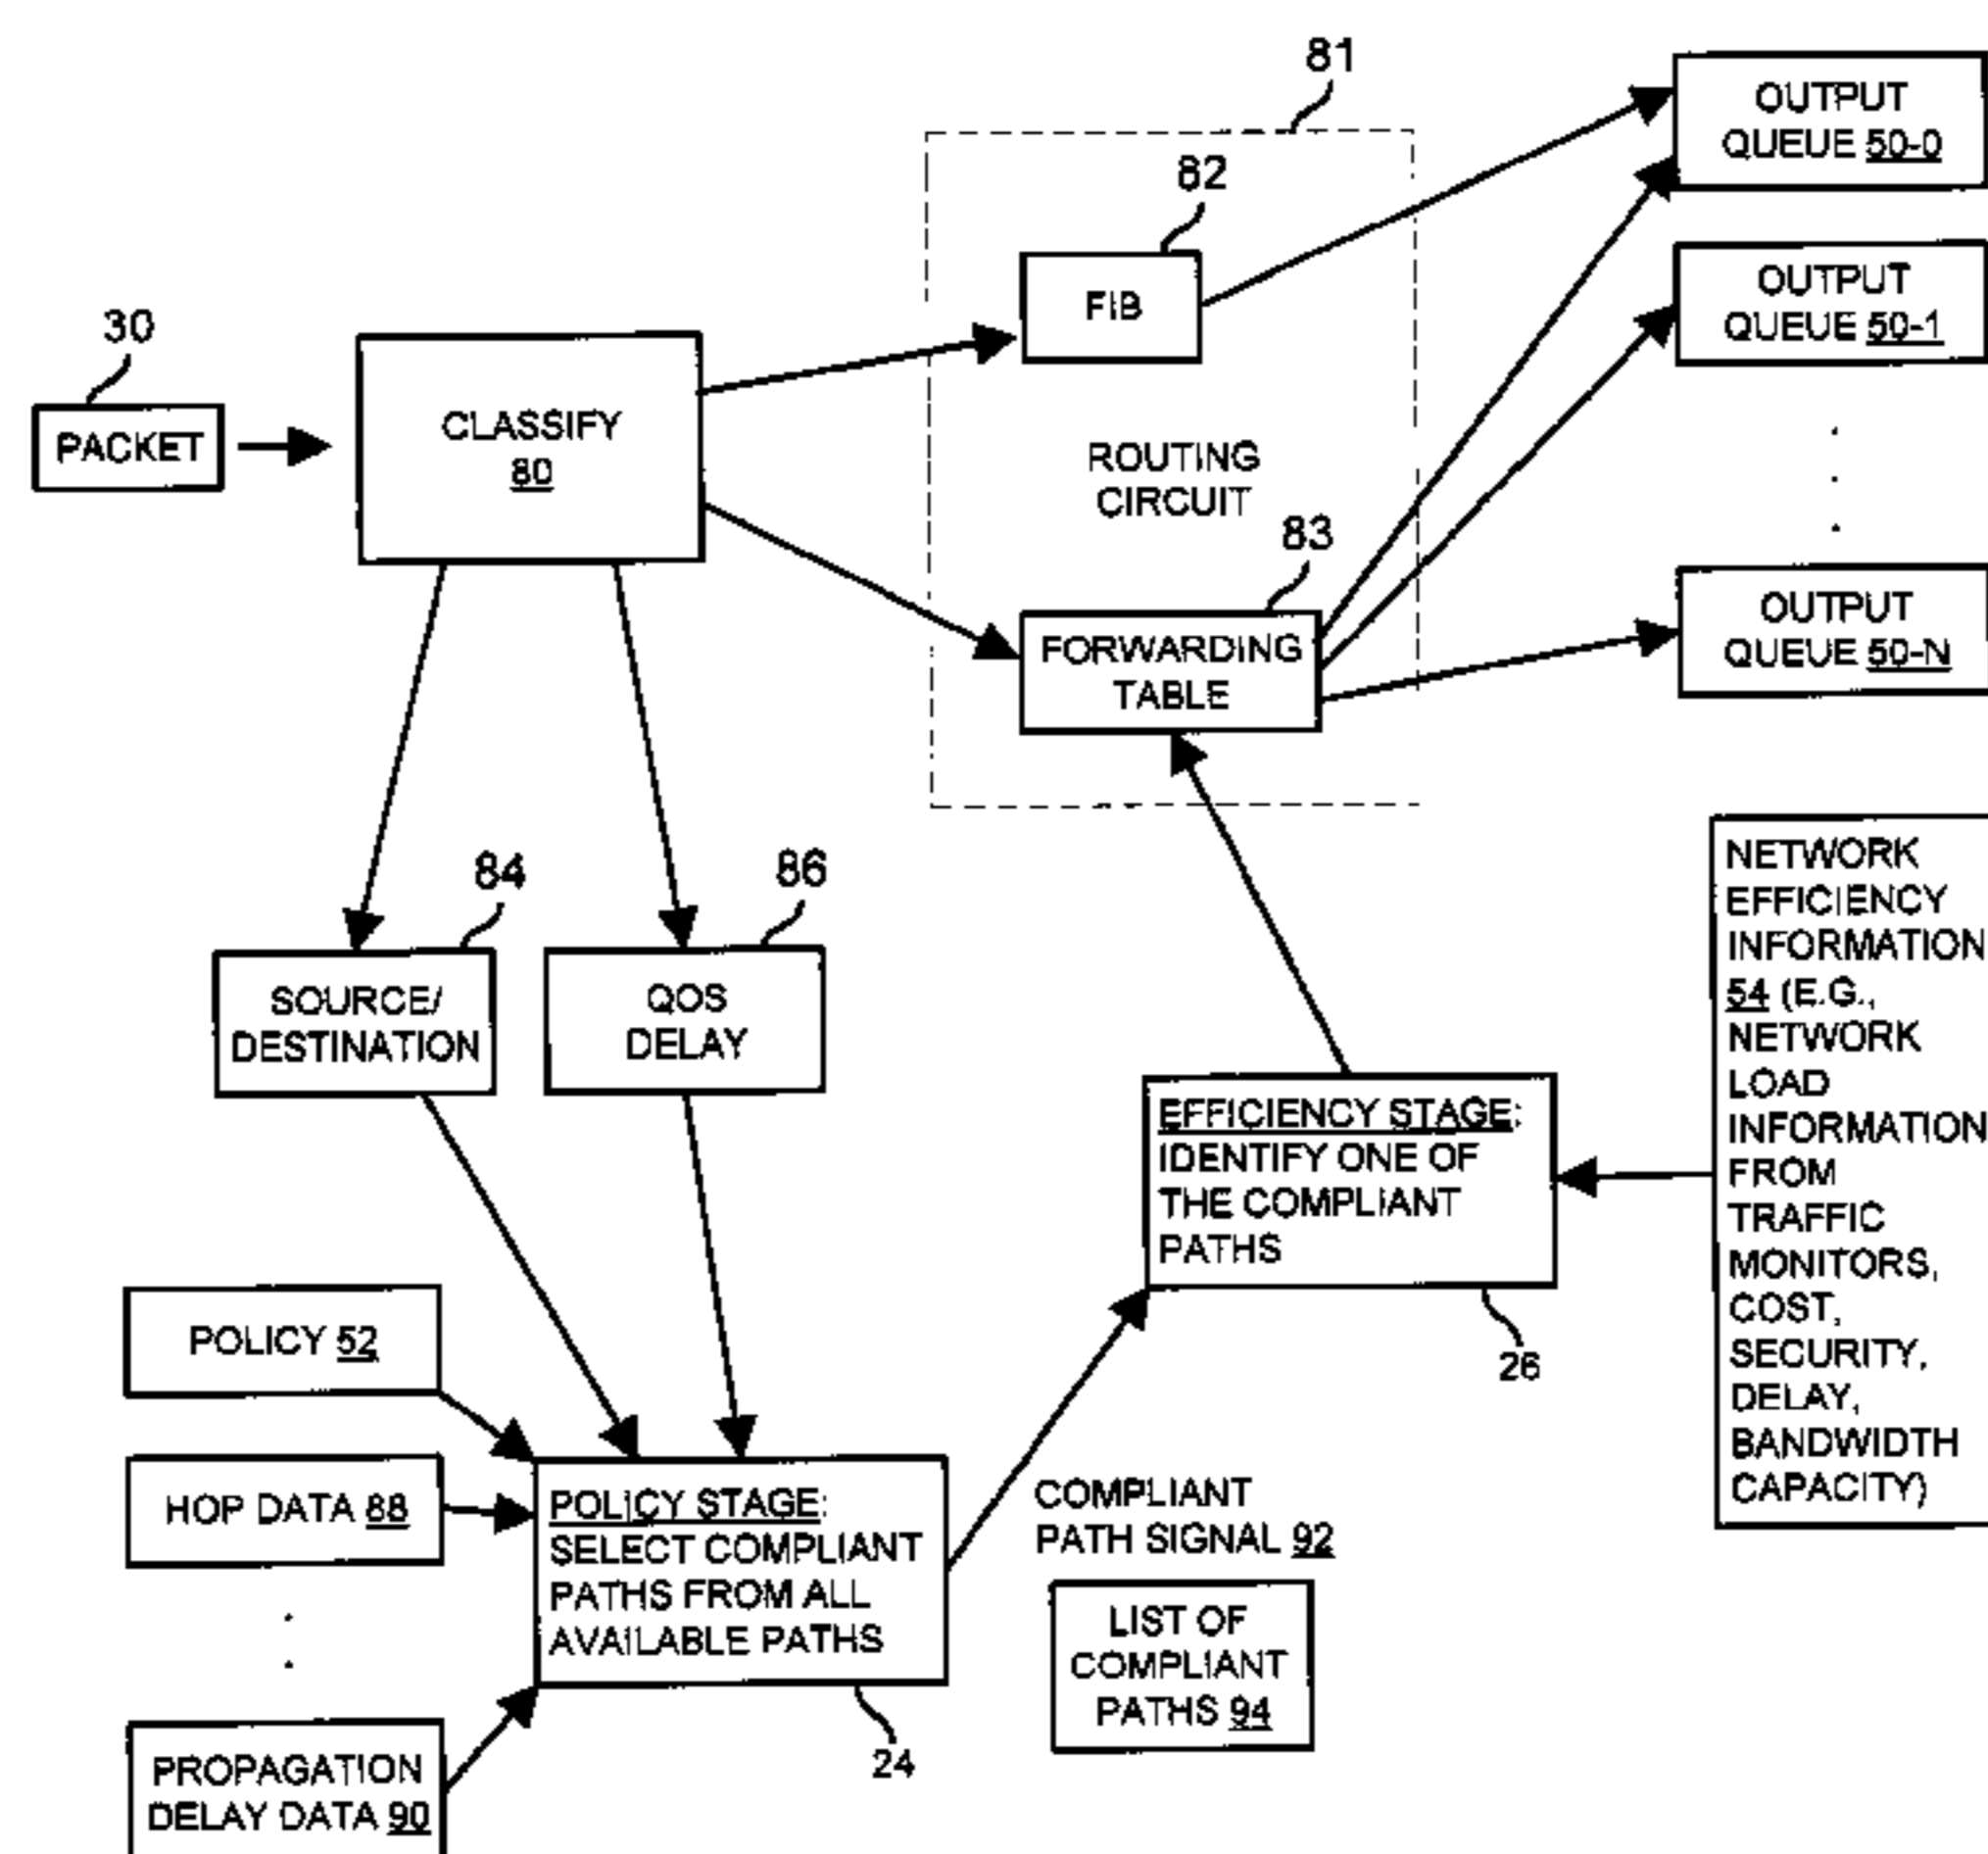 81
OUTPUT
QUEUE 50-0
82
FIB
OUTPUT
QUEUE 50-1
30
PACKET
CLASSIFY
80
ROUTING
CIRCUIT
83
FORWARDING
TABLE
OUTPUT
QUEUE 50-N
84
SOURCE/
DESTINATION
86
QOS
DELAY
NETWORK
EFFICIENCY
INFORMATION
54 (E.G.,
NETWORK
LOAD
INFORMATION
FROM
TRAFFIC
MONITORS,
COST,
SECURITY,
DELAY,
BANDWIDTH
CAPACITY)
EFFICIENCY STAGE:
IDENTIFY ONE OF
THE COMPLIANT
PATHS
26
POLICY 52
HOP DATA 88
.
.
PROPAGATION
DELAY DATA 90
POLICY STAGE:
SELECT COMPLIANT
PATHS FROM ALL
AVAILABLE PATHS
24
COMPLIANT
PATH SIGNAL 92
LIST OF
COMPLIANT
PATHS 94